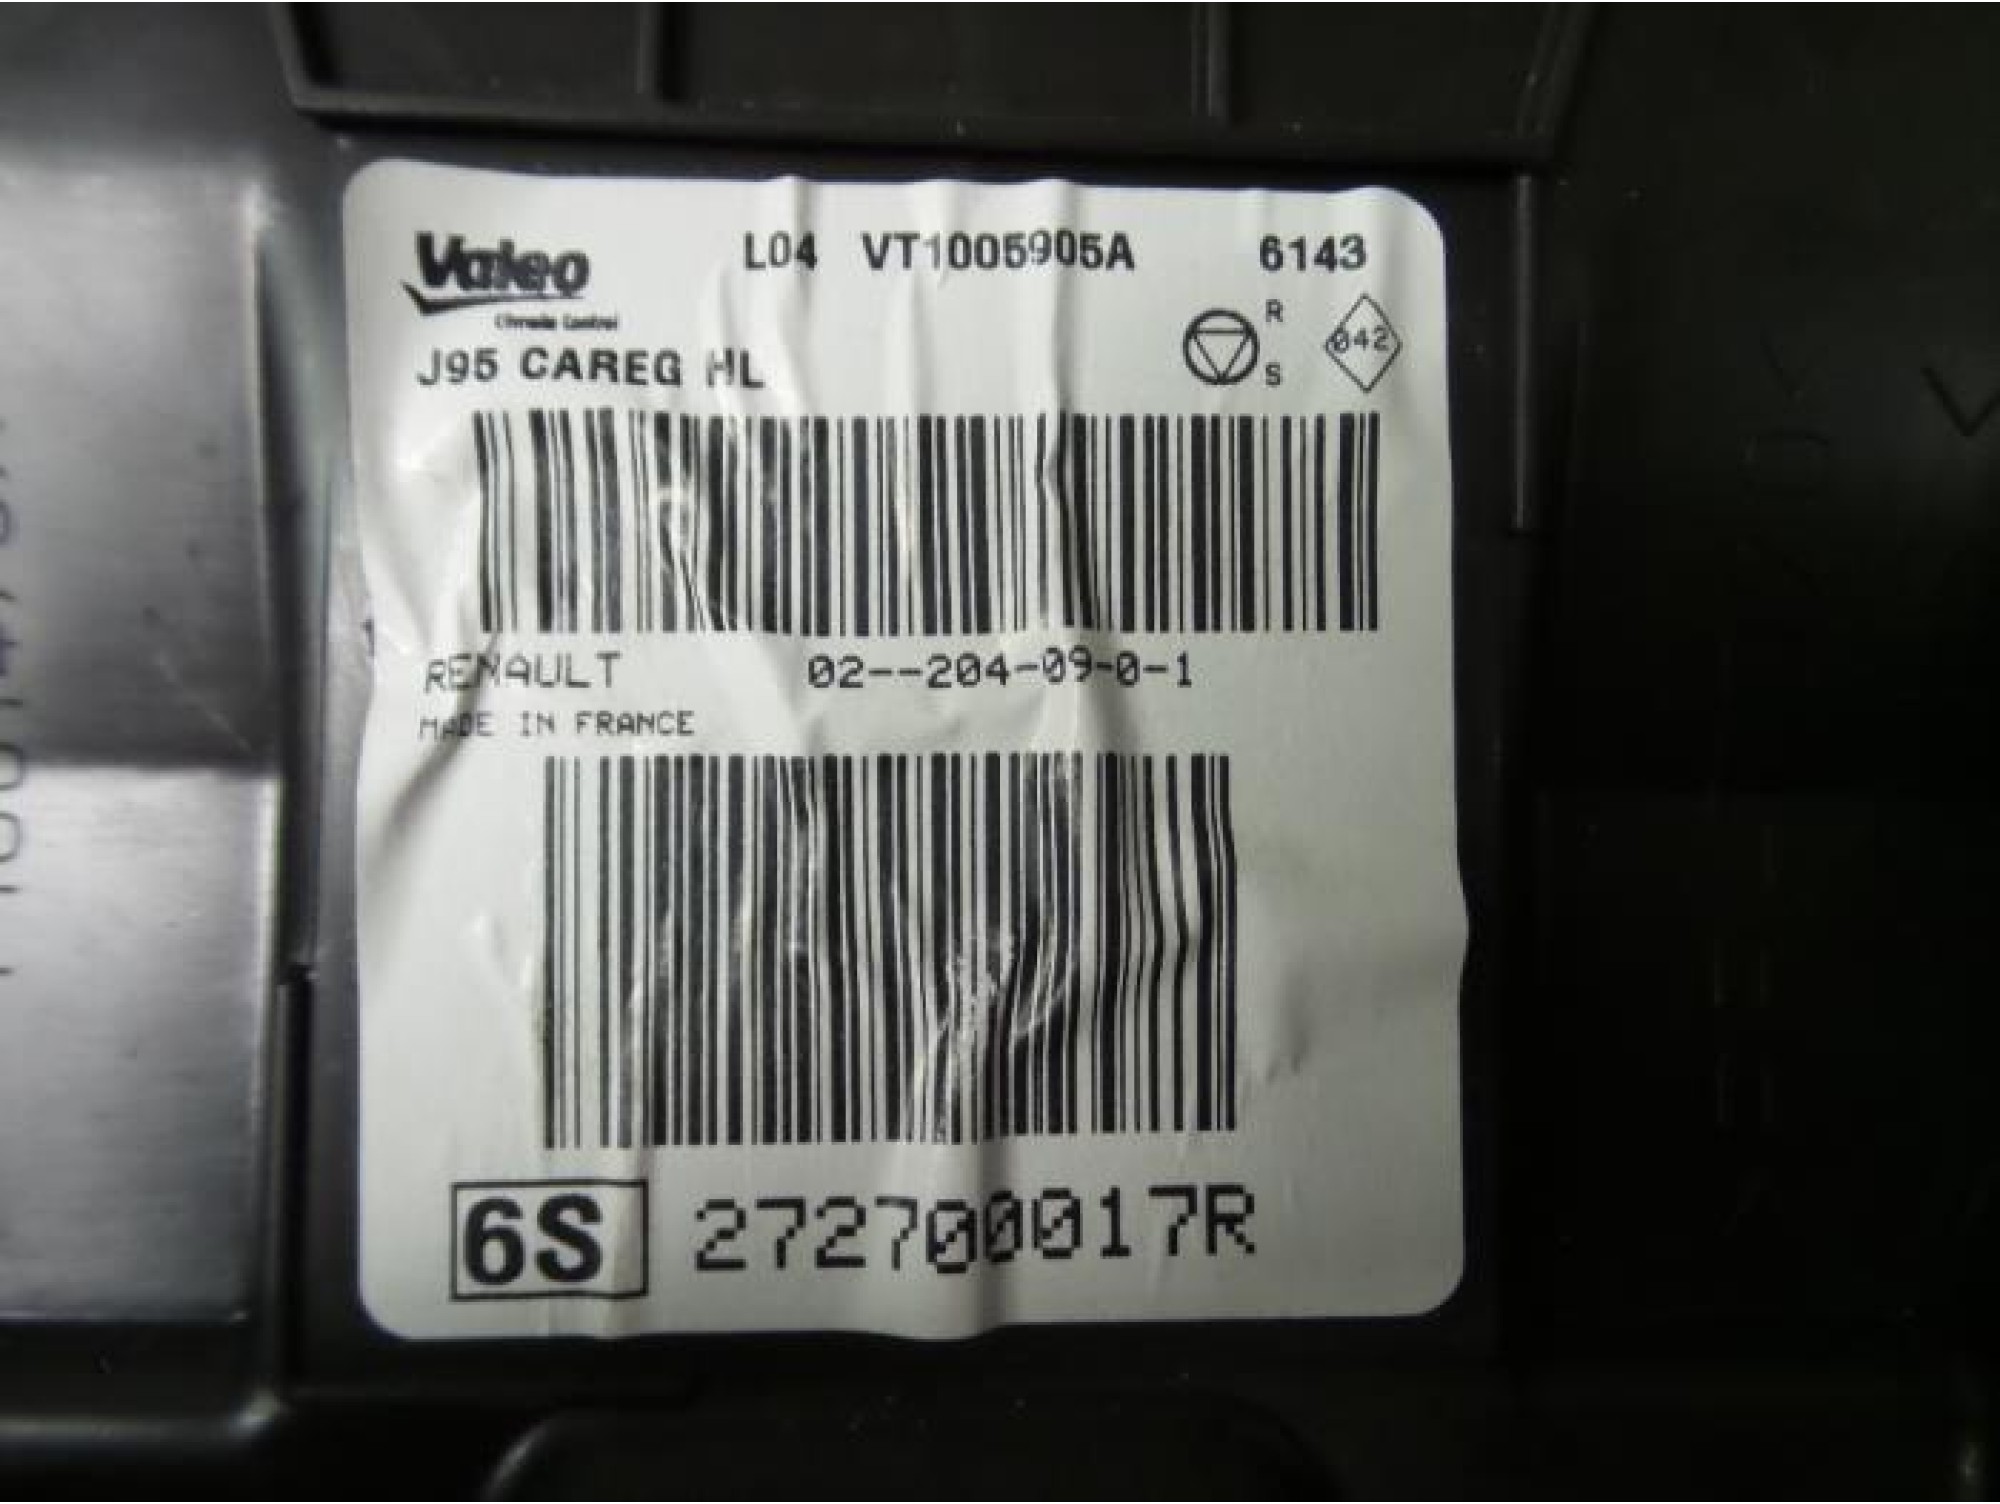 Valeo L04 VT1005905A 6143
Climate Control
R
042
S
J95 CAREG HL
RENAULT 02--204-09-0-1
MADE IN FRANCE
6S 272700017R